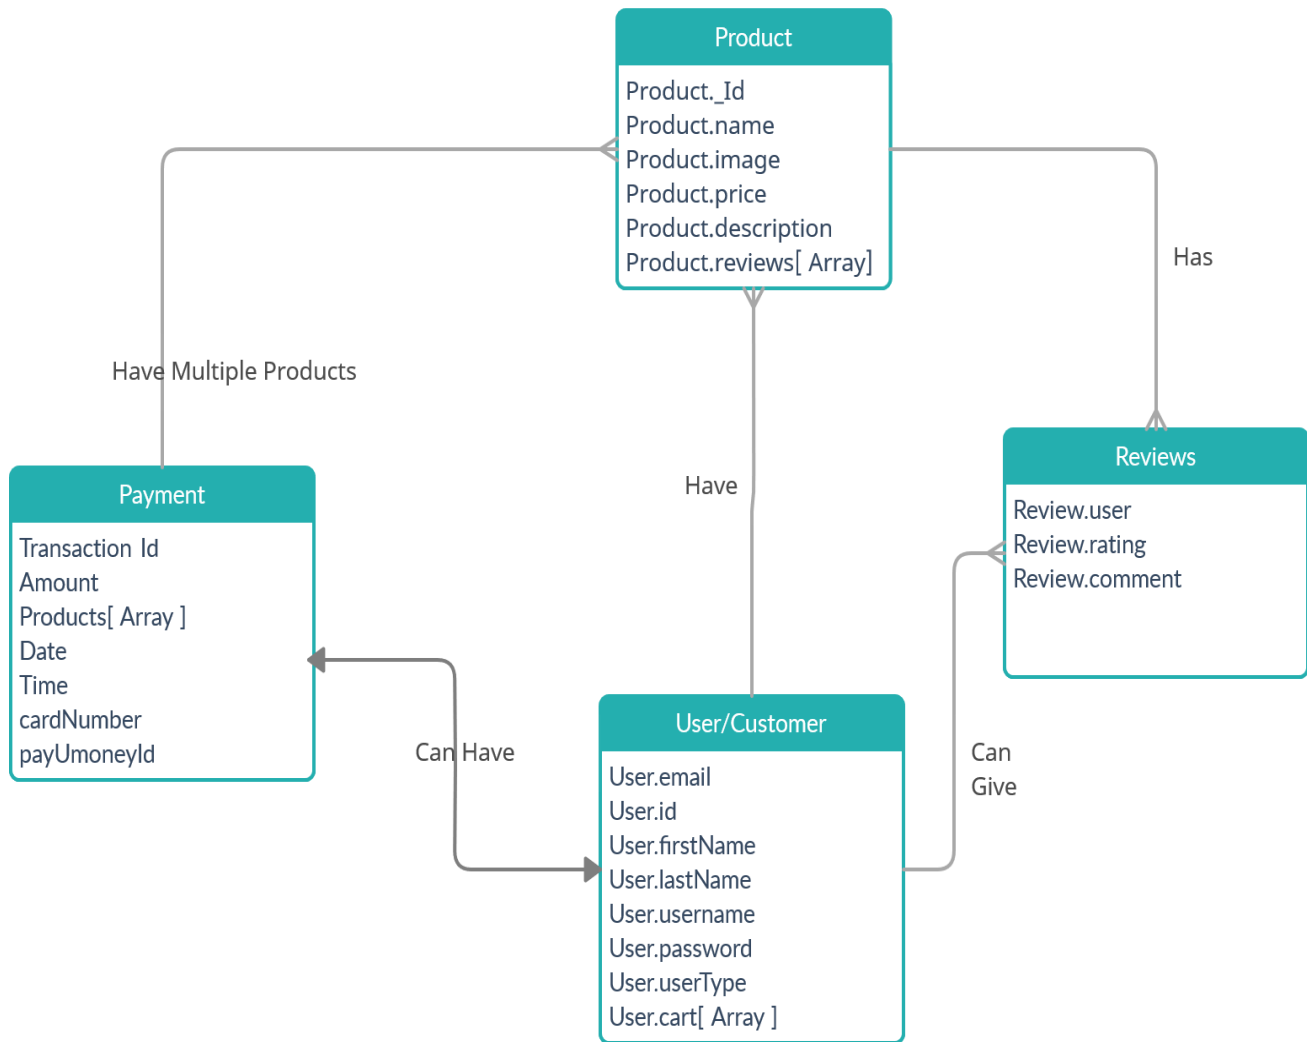 Product
Product._Id
Product.name
Product.image
Product.price
Product.description
Product.reviews[ Array]
Has
Have Multiple Products
Have
Reviews
Review.user
Review.rating
Review.comment
Payment
Transaction Id
Amount
Products[ Array ]
Date
Time
cardNumber
payUmoneyId
Can Have
Can
Give
User/Customer
User.email
User.id
User.firstName
User.lastName
User.username
User.password
User.userType
User.cart[ Array ]